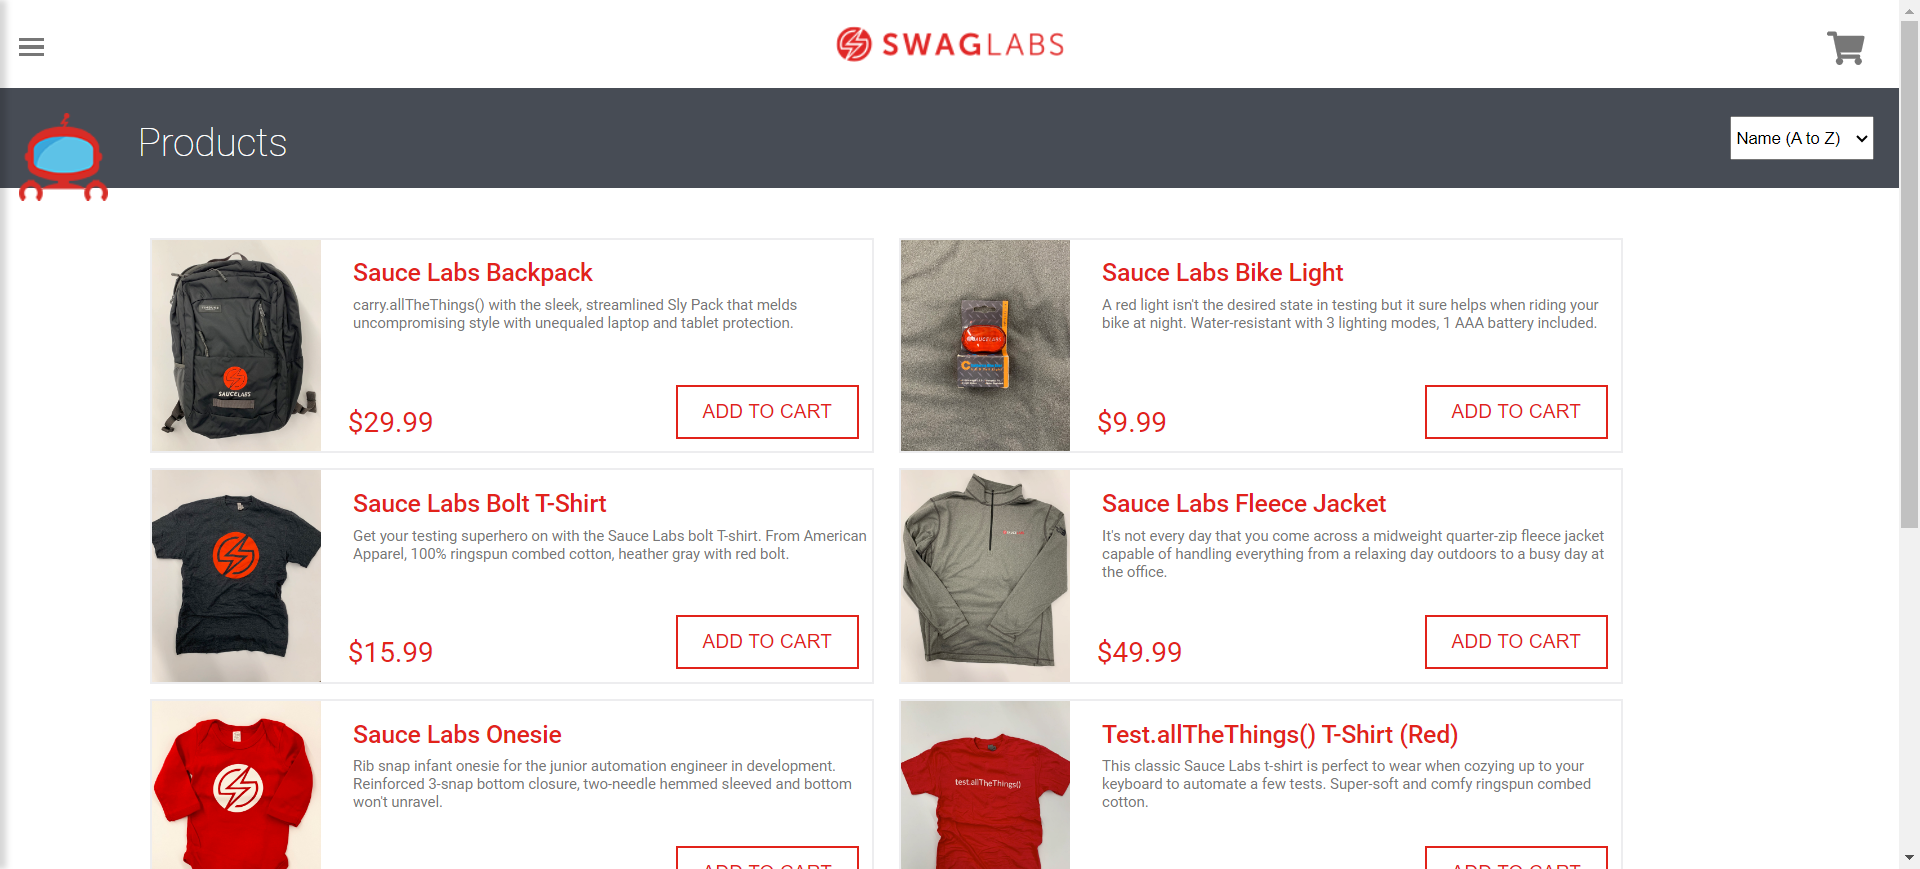 SWAGLABS
Products
Name (A to Z)
Sauce Labs Backpack
carry.allTheThings() with the sleek, streamlined Sly Pack that melds
uncompromising style with unequaled laptop and tablet protection.
SAUCELABS
$29.99
ADD TO CART
Sauce Labs Bike Light
A red light isn't the desired state in testing but it sure helps when riding your
bike at night. Water-resistant with 3 lighting modes, 1 AAA battery included.
SAUCELABS
$9.99
ADD TO CART
Sauce Labs Bolt T-Shirt
Get your testing superhero on with the Sauce Labs bolt T-shirt. From American
Apparel, 100% ringspun combed cotton, heather gray with red bolt.
$15.99
ADD TO CART
Sauce Labs Fleece Jacket
It's not every day that you come across a midweight quarter-zip fleece jacket
capable of handling everything from a relaxing day outdoors to a busy day at
the office.
$49.99
ADD TO CART
Sauce Labs Onesie
Rib snap infant onesie for the junior automation engineer in development.
Reinforced 3-snap bottom closure, two-needle hemmed sleeved and bottom
won't unravel.
ADD TO CART
Test.allTheThings() T-Shirt (Red)
This classic Sauce Labs t-shirt is perfect to wear when cozying up to your
keyboard to automate a few tests. Super-soft and comfy ringspun combed
cotton.
test.allTheThings()
ADD TO CART